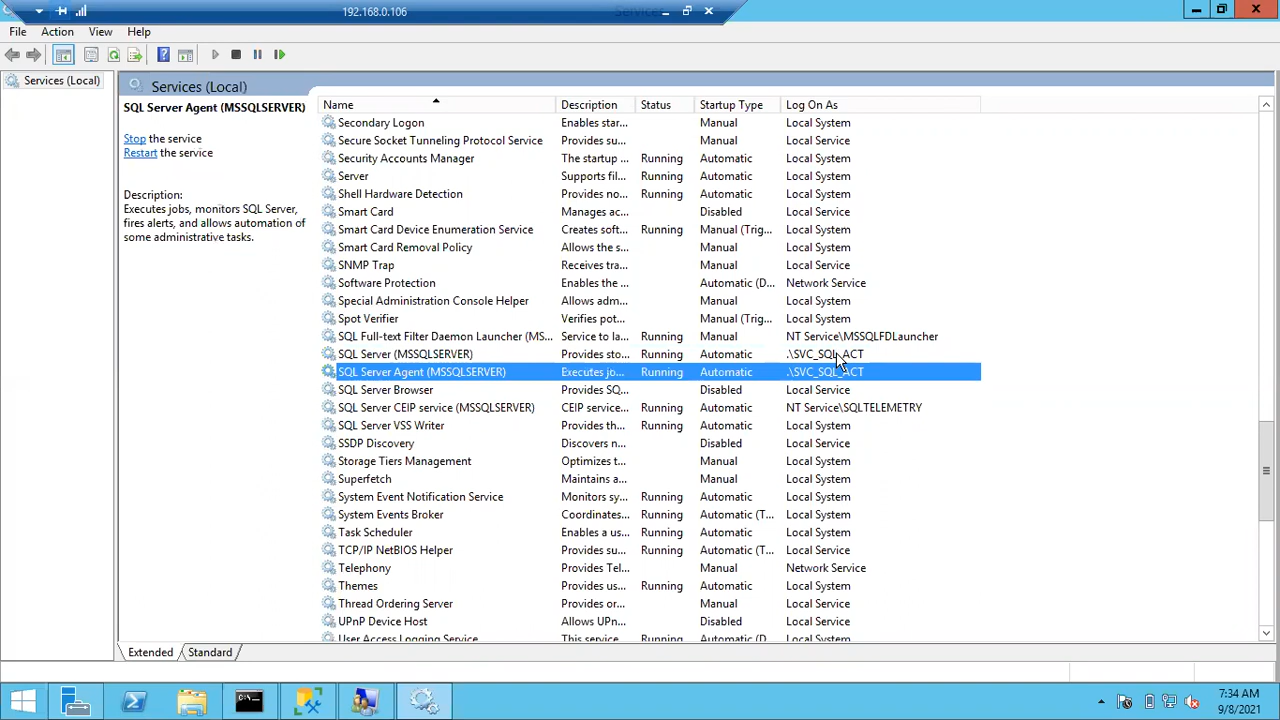 192.168.0.106
File Action View Help
Services (Local)
Services (Local)
SQL Server Agent (MSSQLSERVER)
Stop the service
Restart the service
Description:
Executes jobs, monitors SQL Server,
fires alerts, and allows automation of
some administrative tasks.
Name Description Status Startup Type Log On As
Secondary Logon Enables star... Manual Local System
Secure Socket Tunneling Protocol Service Provides su... Manual Local Service
Security Accounts Manager The startup ... Running Automatic Local System
Server Supports fil... Running Automatic Local System
Shell Hardware Detection Provides no... Running Automatic Local System
Smart Card Manages ac... Disabled Local Service
Smart Card Device Enumeration Service Creates soft... Running Manual (Trig... Local System
Smart Card Removal Policy Allows the s... Manual Local System
SNMP Trap Receives tra... Manual Local Service
Software Protection Enables the ... Automatic (D... Network Service
Special Administration Console Helper Allows adm... Manual Local System
Spot Verifier Verifies pot... Manual (Trig... Local System
SQL Full-text Filter Daemon Launcher (MS... Service to la... Running Manual NT Service\MSSQLFDLauncher
SQL Server (MSSQLSERVER) Provides sto... Running Automatic .\SVC_SQL_ACT
SQL Server Agent (MSSQLSERVER) Executes jo... Running Automatic .\SVC_SQL_ACT
SQL Server Browser Provides SQ... Disabled Local Service
SQL Server CEIP service (MSSQLSERVER) CEIP service... Running Automatic NT Service\SQLTELEMETRY
SQL Server VSS Writer Provides th... Running Automatic Local System
SSDP Discovery Discovers n... Disabled Local Service
Storage Tiers Management Optimizes t... Manual Local System
Superfetch Maintains a... Manual Local System
System Event Notification Service Monitors sy... Running Automatic Local System
System Events Broker Coordinates... Running Automatic (T... Local System
Task Scheduler Enables a us... Running Automatic Local System
TCP/IP NetBIOS Helper Provides su... Running Automatic (T... Local Service
Telephony Provides Tel... Manual Network Service
Themes Provides us... Running Automatic Local System
Thread Ordering Server Provides or... Manual Local Service
UPnP Device Host Allows UPn... Disabled Local Service
User Access Logging Service This service ... Running Automatic (D... Local System
Extended Standard
7:34 AM
9/8/2021